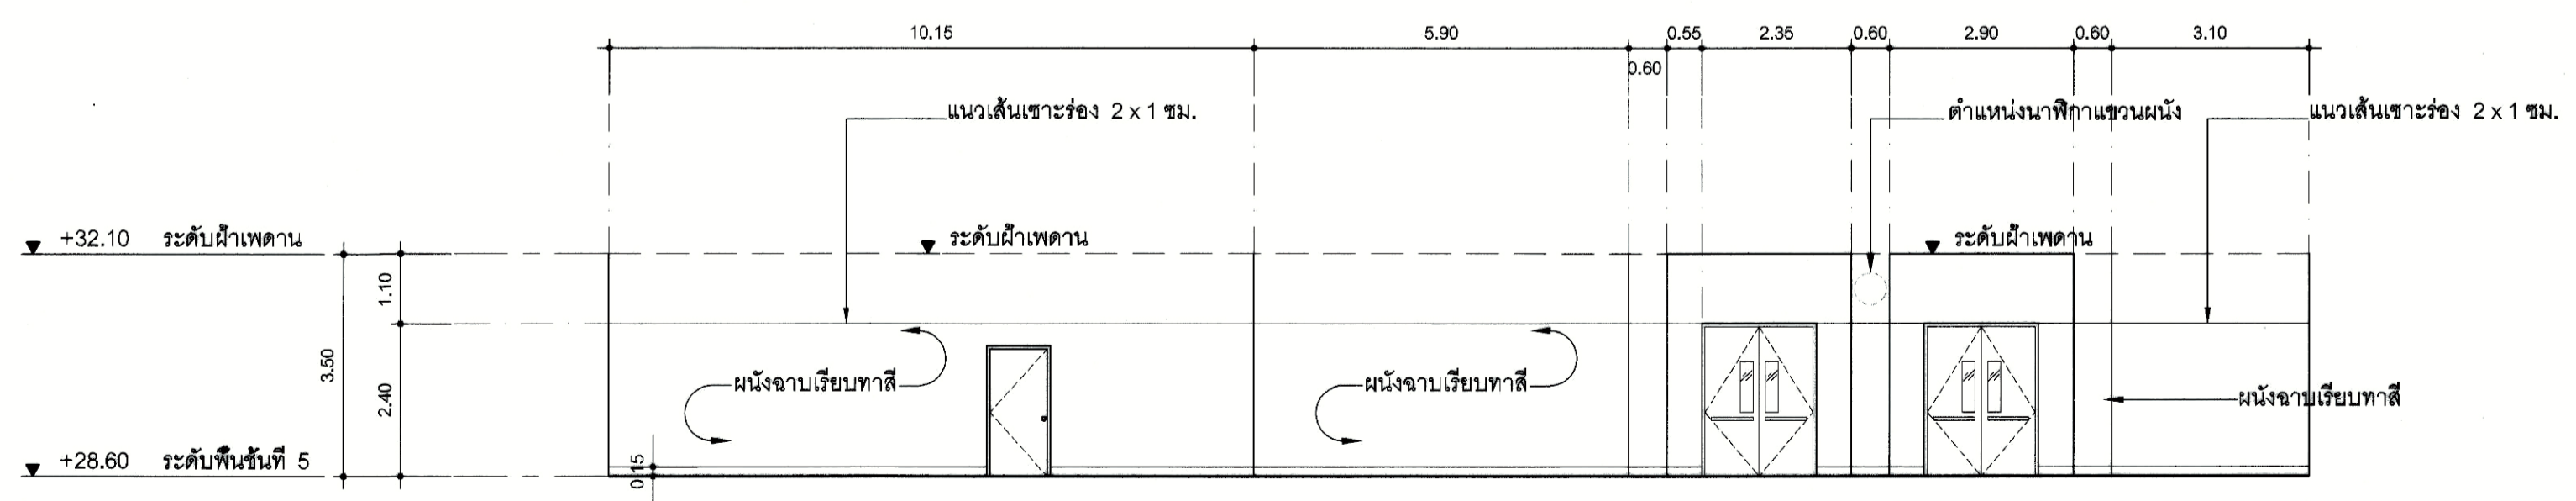 10.15
5.90
0.55
2.35
0.60
2.90
0.60
3.10
0.60
แนวเส้นเซาะร่อง 2 x 1 ซม.
ตำแหน่งนาฬิกาแขวนผนัง
แนวเส้นเซาะร่อง 2 x 1 ซม.
+32.10 ระดับฝ้าเพดาน
ระดับฝ้าเพดาน
ระดับฝ้าเพดาน
1.10
3.50
2.40
ผนังฉาบเรียบทาสี
ผนังฉาบเรียบทาสี
ผนังฉาบเรียบทาสี
+28.60 ระดับพื้นชั้นที่ 5
0.15